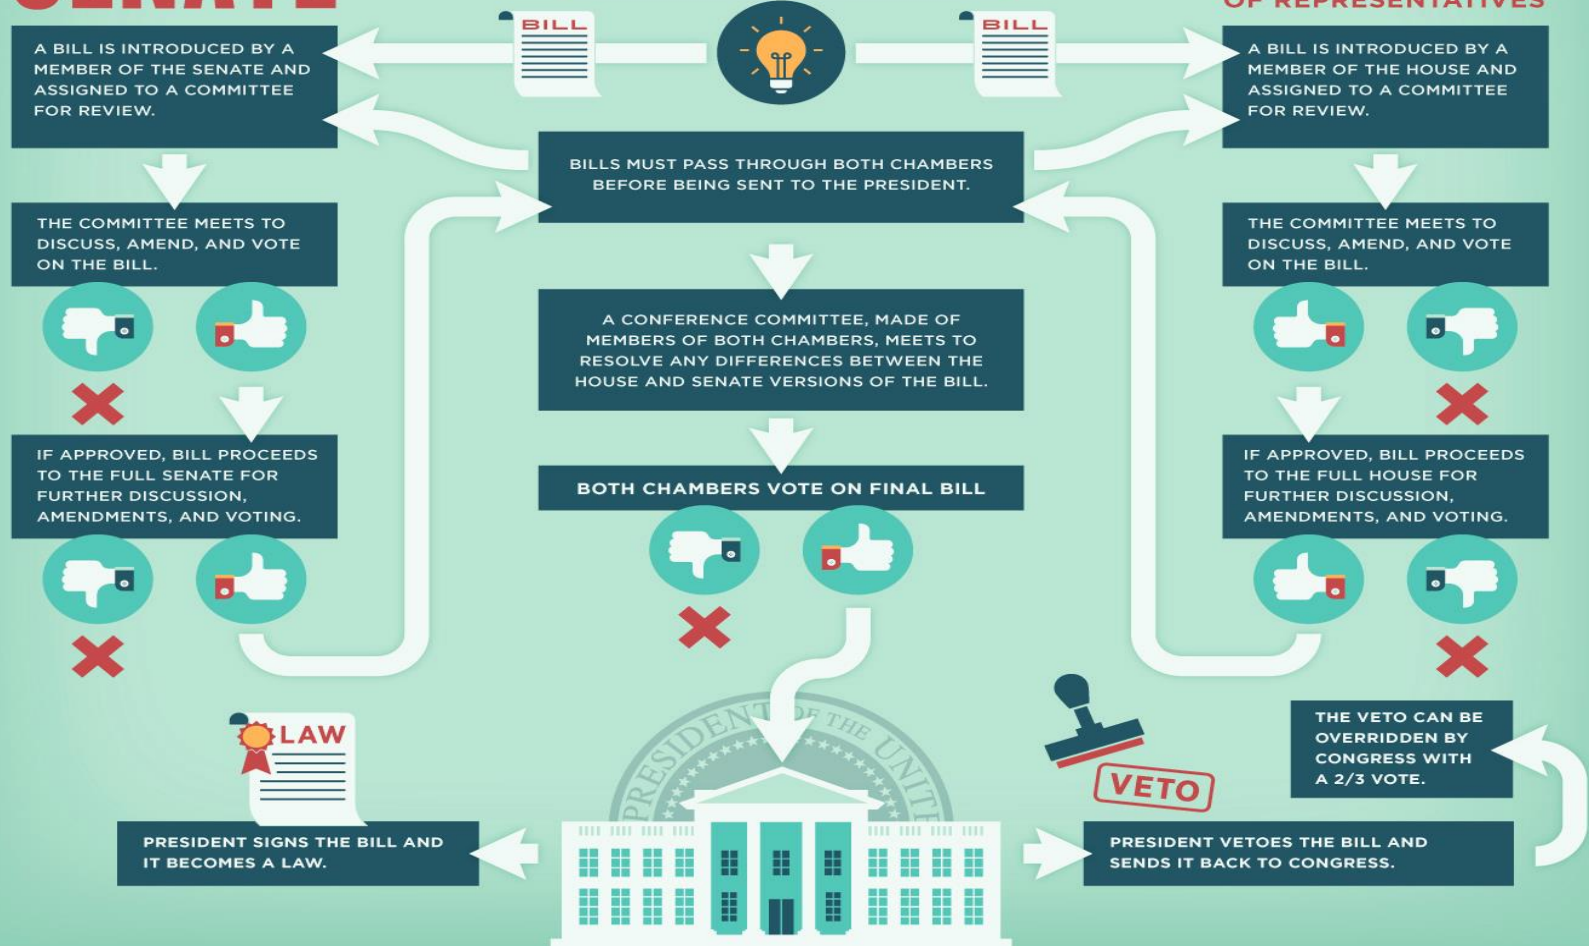 SENATE
OF REPRESENTATIVES
BILL
BILL
A BILL IS INTRODUCED BY A
MEMBER OF THE SENATE AND
ASSIGNED TO A COMMITTEE
FOR REVIEW.
A BILL IS INTRODUCED BY A
MEMBER OF THE HOUSE AND
ASSIGNED TO A COMMITTEE
FOR REVIEW.
BILLS MUST PASS THROUGH BOTH CHAMBERS
BEFORE BEING SENT TO THE PRESIDENT.
THE COMMITTEE MEETS TO
DISCUSS, AMEND, AND VOTE
ON THE BILL.
THE COMMITTEE MEETS TO
DISCUSS, AMEND, AND VOTE
ON THE BILL.
A CONFERENCE COMMITTEE, MADE OF
MEMBERS OF BOTH CHAMBERS, MEETS TO
RESOLVE ANY DIFFERENCES BETWEEN THE
HOUSE AND SENATE VERSIONS OF THE BILL.
IF APPROVED, BILL PROCEEDS
TO THE FULL SENATE FOR
FURTHER DISCUSSION,
AMENDMENTS, AND VOTING.
IF APPROVED, BILL PROCEEDS
TO THE FULL HOUSE FOR
FURTHER DISCUSSION,
AMENDMENTS, AND VOTING.
BOTH CHAMBERS VOTE ON FINAL BILL
LAW
PRESIDENT OF THE UNITE
VETO
THE VETO CAN BE
OVERRIDDEN BY
CONGRESS WITH
A 2/3 VOTE.
PRESIDENT SIGNS THE BILL AND
IT BECOMES A LAW.
PRESIDENT VETOES THE BILL AND
SENDS IT BACK TO CONGRESS.